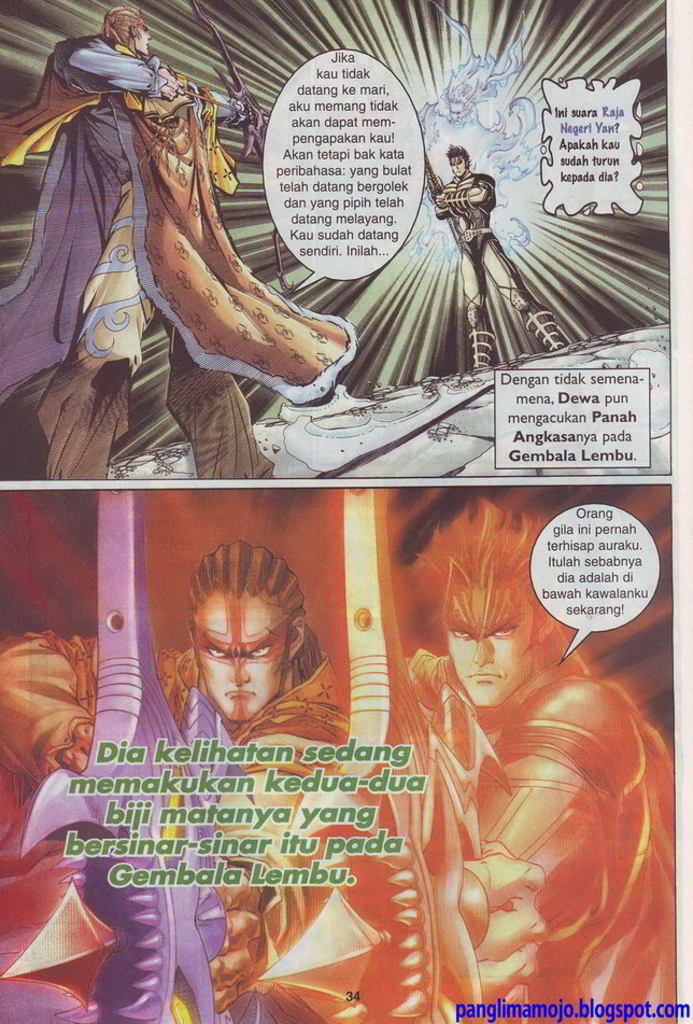 Jika
kau tidak
datang ke mari,
aku memang tidak
akan dapat mem-
pengapakan kau!
Akan tetapi bak kata
peribahasa: yang bulat
telah datang bergolek
dan yang pipih telah
datang melayang.
Kau sudah datang
sendiri. Inilah...
Ini suara Raja
Negeri Yan?
Apakah kau
sudah turun
kepada dia?
Dengan tidak semena-
mena, Dewa pun
mengacukan Panah
Angkasanya pada
Gembala Lembu.
Orang
gila ini pernah
terhisap auraku.
Itulah sebabnya
dia adalah di
bawah kawalanku
sekarang!
Dia kelihatan sedang
memakukan kedua-dua
biji matanya yang
bersinar-sinar itu pada
Gembala Lembu.
34
panglimamojo.blogspot.com